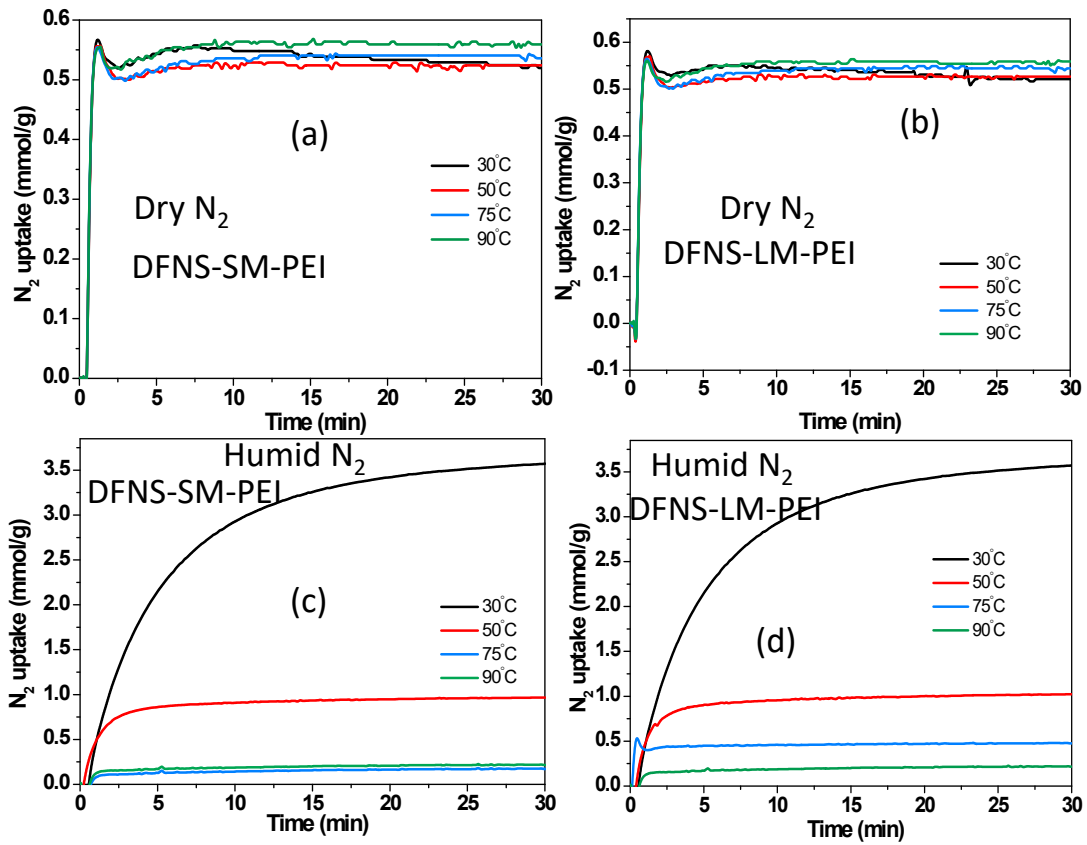 N2 uptake (mmol/g)
0.6
0.5
0.4
0.3
0.2
0.1
0.0
(a)
30°C
50°C
75°C
90°C
Dry N2
DFNS-SM-PEI
0 5 10 15 20 25 30
Time (min)
N2 uptake (mmol/g)
0.6
0.5
0.4
0.3
0.2
0.1
0.0
-0.1
(b)
Dry N2
DFNS-LM-PEI
30°C
50°C
75°C
90°C
0 5 10 15 20 25 30
Time (min)
N2 uptake (mmol/g)
3.5
3.0
2.5
2.0
1.5
1.0
0.5
0.0
Humid N2
DFNS-SM-PEI
(c)
30°C
50°C
75°C
90°C
0 5 10 15 20 25 30
Time (min)
N2 uptake (mmol/g)
3.5
3.0
2.5
2.0
1.5
1.0
0.5
0.0
Humid N2
DFNS-LM-PEI
30°C
50°C
75°C
90°C
(d)
0 5 10 15 20 25 30
Time (min)